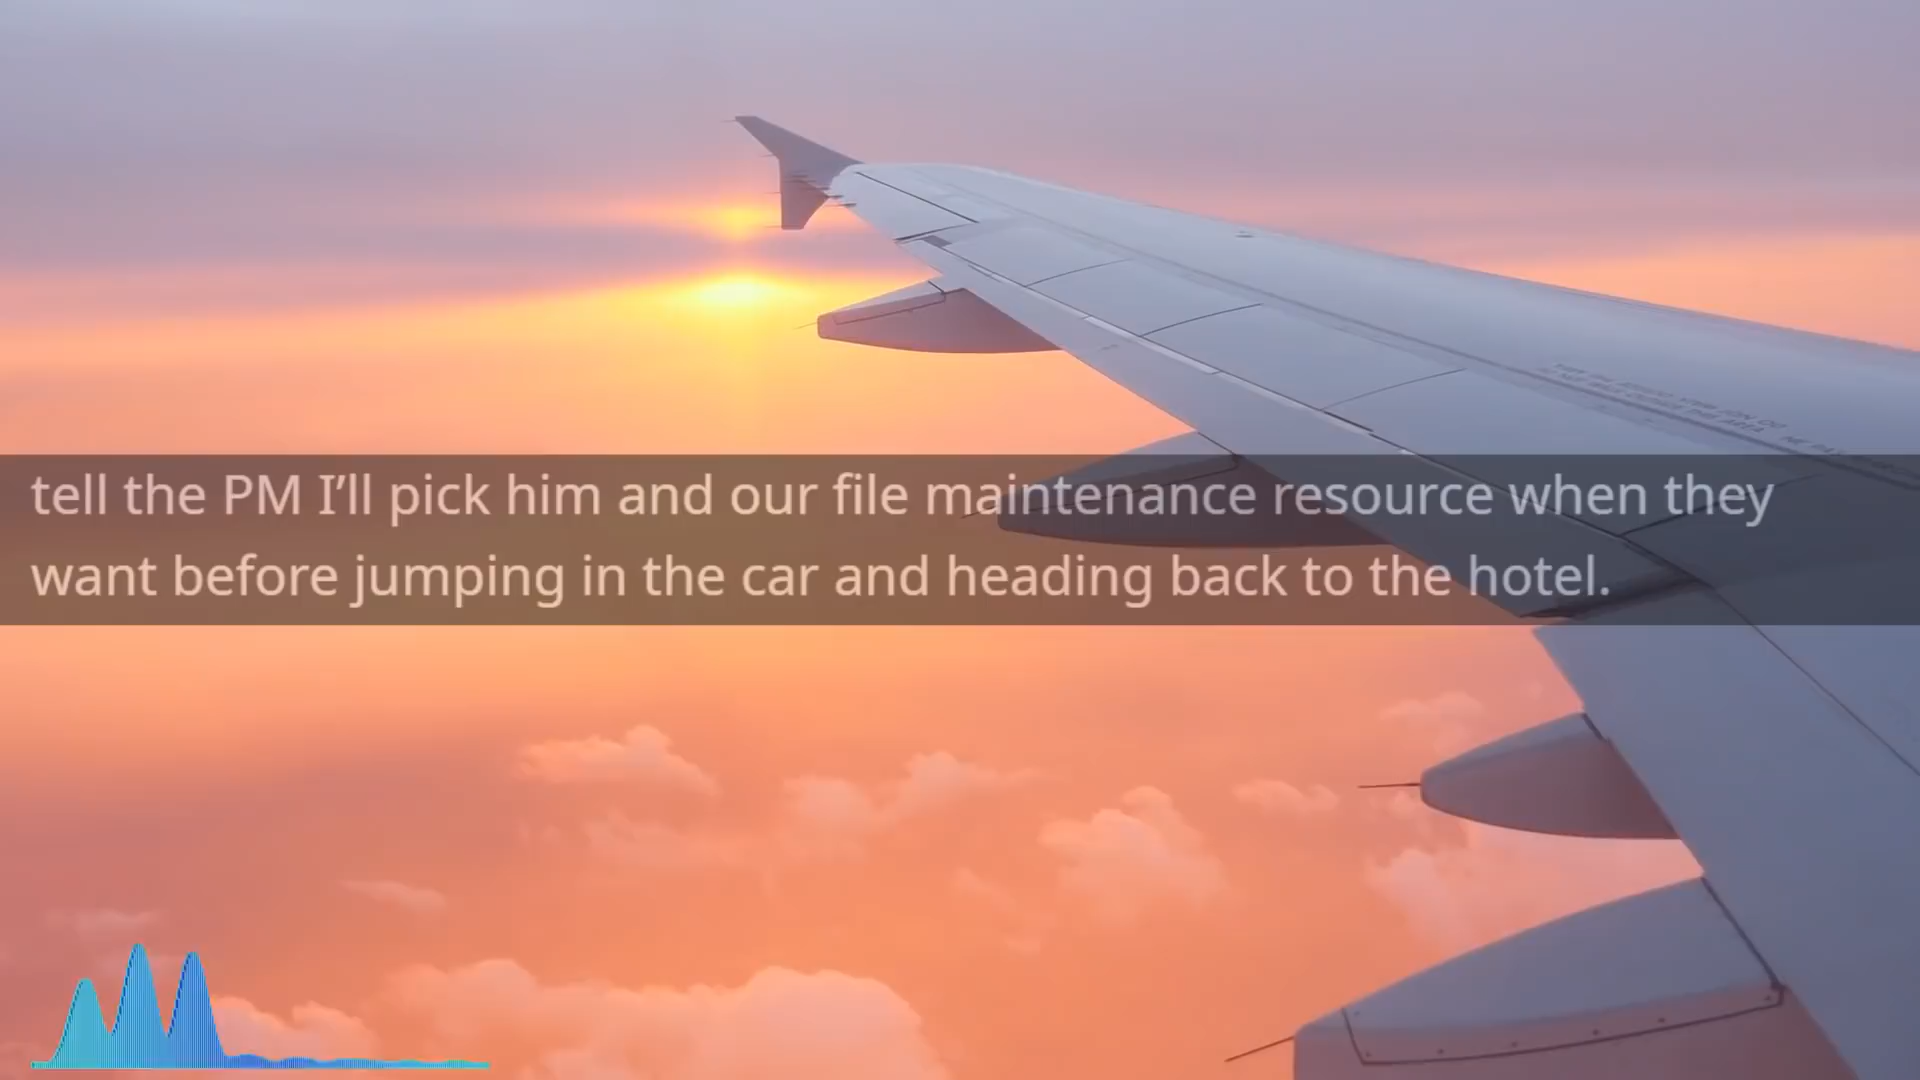 tell the PM I’ll pick him and our file maintenance resource when they
want before jumping in the car and heading back to the hotel.